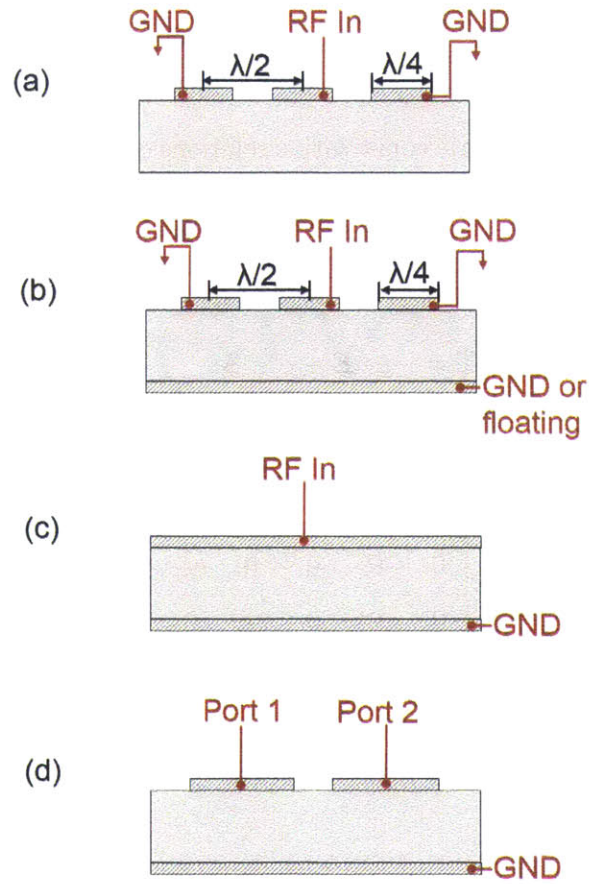 GND RF In GND
(a) λ/2 λ/4
GND RF In GND
(b) λ/2 λ/4
GND or
floating
RF In
(c)
GND
Port 1 Port 2
(d)
GND